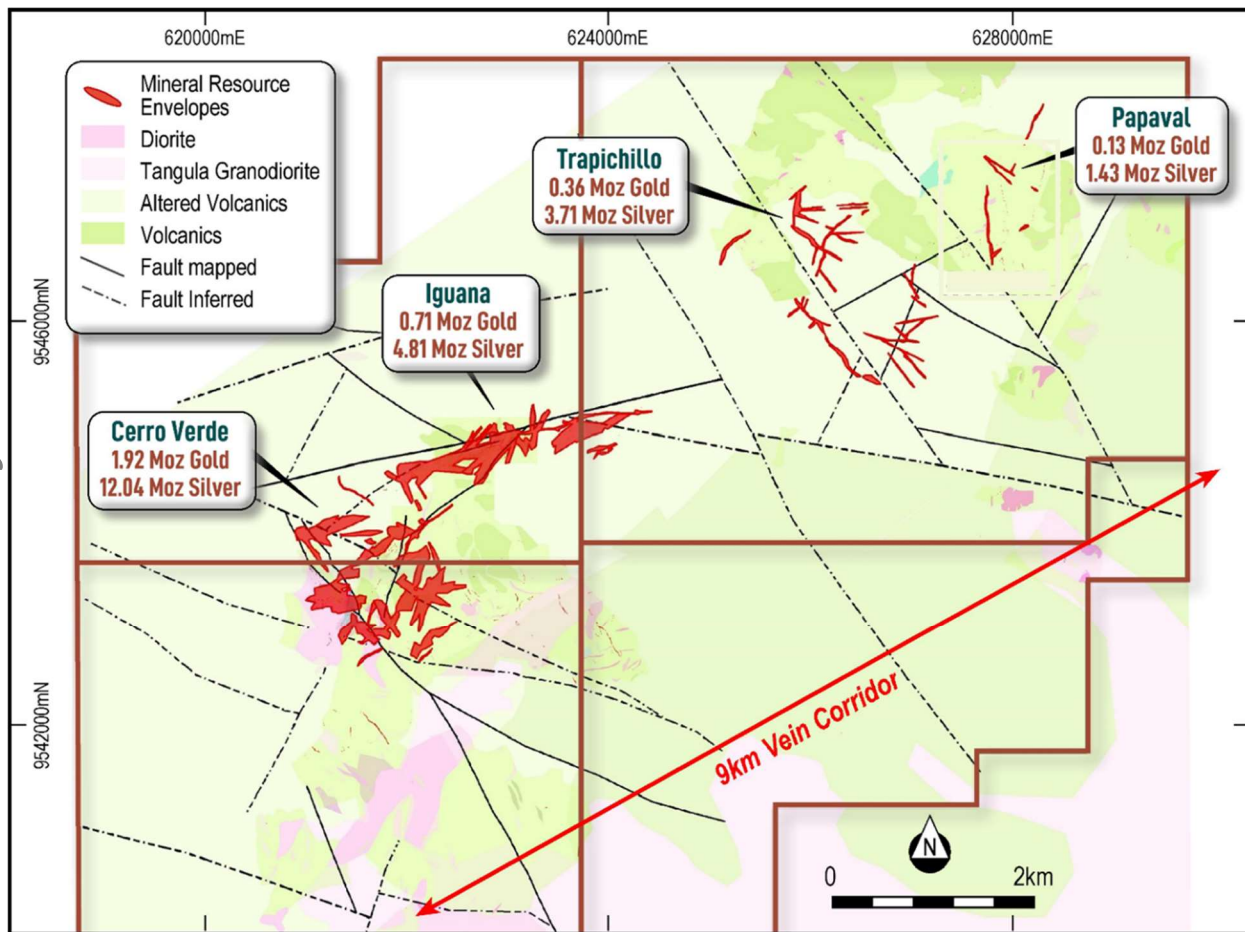 620000mE
624000mE
628000mE
Mineral Resource
Envelopes
Diorite
Tangula Granodiorite
Altered Volcanics
Volcanics
Fault mapped
Fault Inferred
Papaval
0.13 Moz Gold
1.43 Moz Silver
Trapichillo
0.36 Moz Gold
3.71 Moz Silver
Iguana
0.71 Moz Gold
4.81 Moz Silver
9546000mN
Cerro Verde
1.92 Moz Gold
12.04 Moz Silver
9km Vein Corridor
9542000mN
N
0 2km